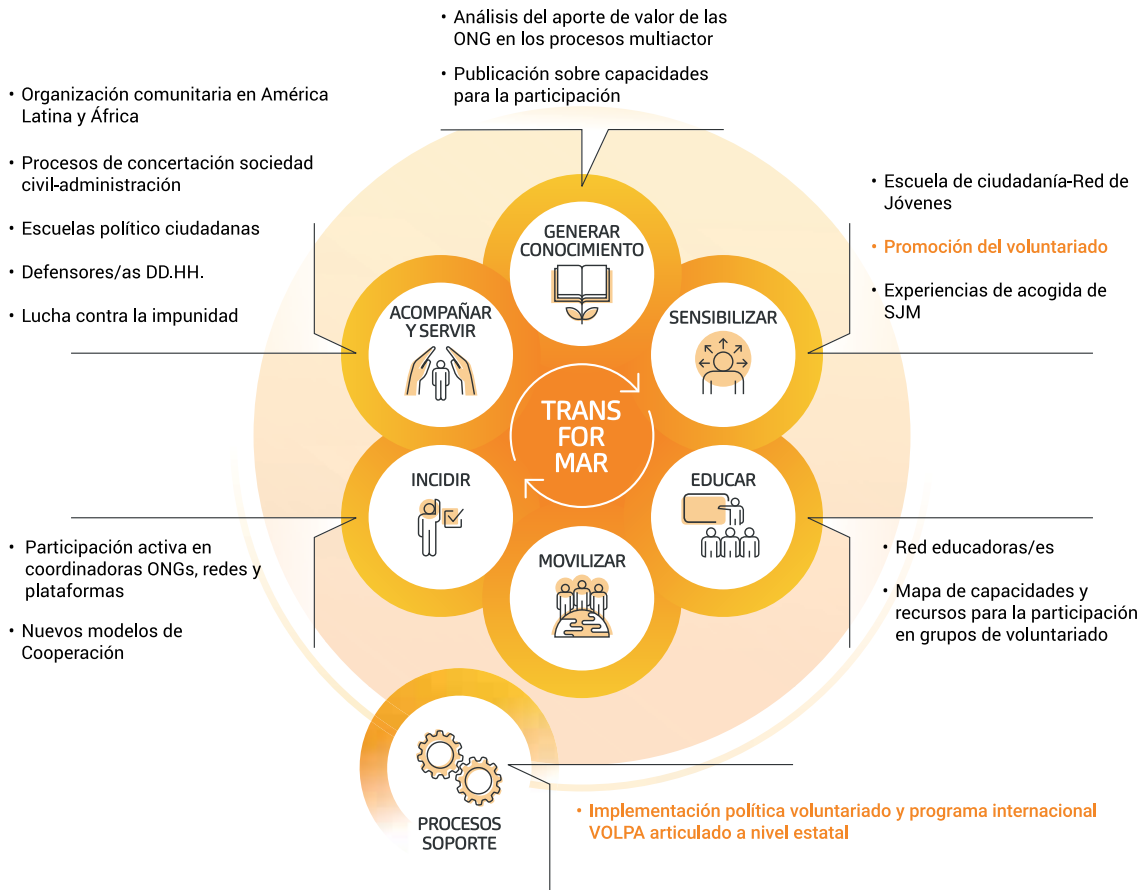 • Análisis del aporte de valor de las
ONG en los procesos multiactor
• Publicación sobre capacidades
para la participación
• Organización comunitaria en América
Latina y África
• Procesos de concertación sociedad
civil-administración
• Escuelas político ciudadanas
• Defensores/as DD.HH.
• Lucha contra la impunidad
• Escuela de ciudadanía-Red de
Jóvenes
• Promoción del voluntariado
• Experiencias de acogida de
SJM
GENERAR
CONOCIMIENTO
ACOMPAÑAR
Y SERVIR
SENSIBILIZAR
TRANS
FOR
MAR
INCIDIR
EDUCAR
MOVILIZAR
• Participación activa en
coordinadoras ONGs, redes y
plataformas
• Nuevos modelos de
Cooperación
• Red educadoras/es
• Mapa de capacidades y
recursos para la participación
en grupos de voluntariado
PROCESOS
SOPORTE
• Implementación política voluntariado y programa internacional
VOLPA articulado a nivel estatal